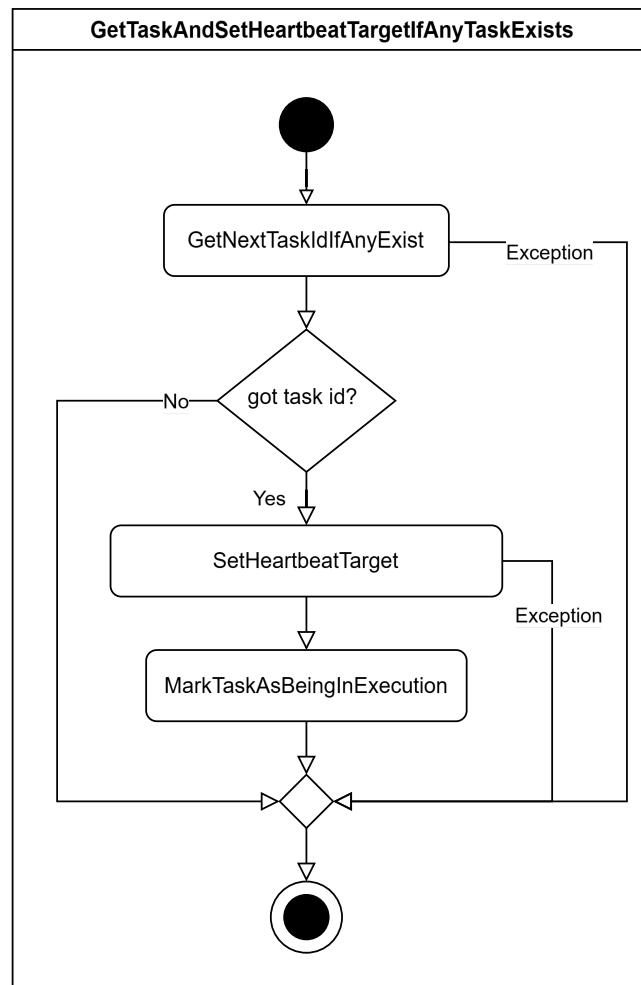 GetTaskAndSetHeartbeatTargetIfAnyTaskExists
GetNextTaskIdIfAnyExist
Exception
got task id?
No
Yes
SetHeartbeatTarget
Exception
MarkTaskAsBeingInExecution